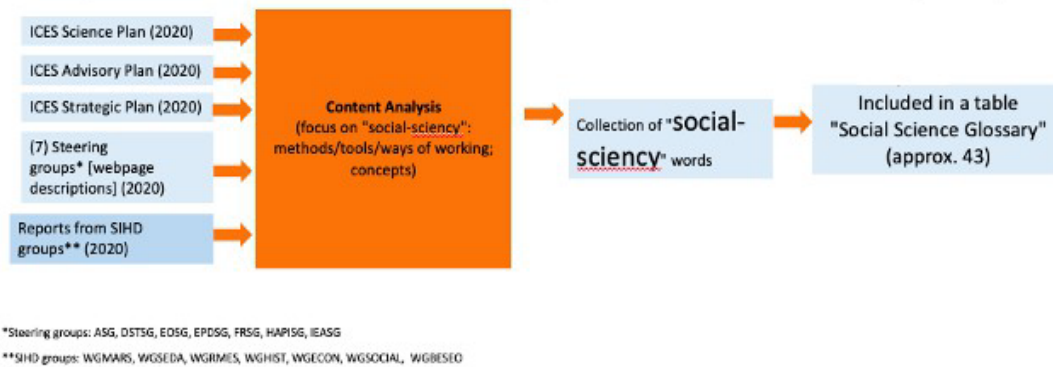 ICES Science Plan (2020)
ICES Advisory Plan (2020)
ICES Strategic Plan (2020)
(7) Steering
groups* [webpage
descriptions] (2020)
Reports from SIHD
groups** (2020)
Content Analysis
(focus on "social-sciency":
methods/tools/ways of working;
concepts)
Collection of "social-
sciency" words
Included in a table
"Social Science Glossary"
(approx. 43)
*Steering groups: ASG, DSTSG, EOSG, EPDSG, FRSG, HAPISG, IEASG
**SIHD groups: WGMARS, WGSEDA, WGRMES, WGHIST, WGECON, WGSOCIAL, WGBESEO